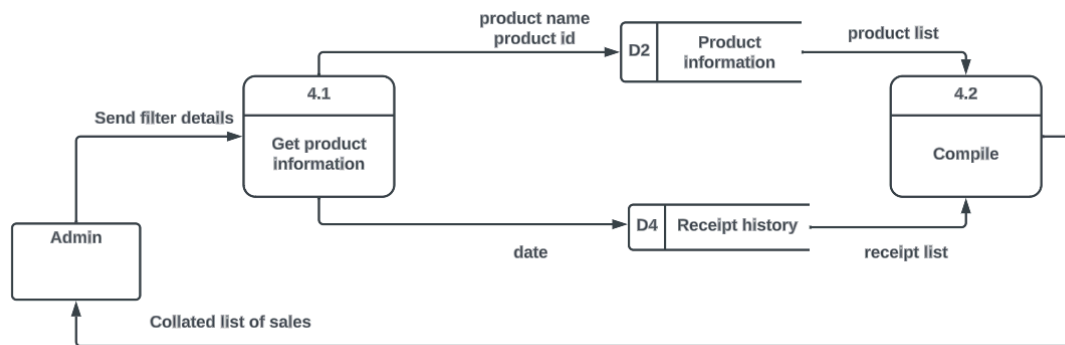 product name
product id
D2
Product
information
product list
4.1
4.2
Send filter details
Get product
information
Compile
Admin
D4
Receipt history
date
receipt list
Collated list of sales